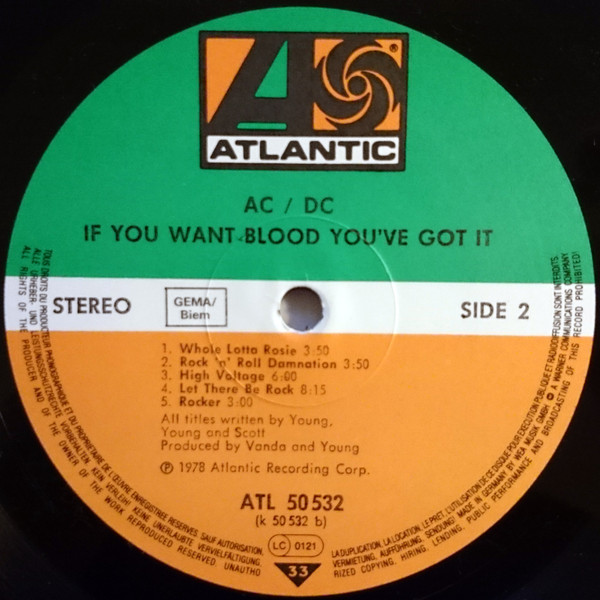 ATLANTIC
®
AC / DC
IF YOU WANT BLOOD YOU'VE GOT IT
STEREO
GEMA/
Biem
SIDE 2
1. Whole Lotta Rosie 3:50
2. Rock 'n' Roll Damnation 3:50
3. High Voltage 6:00
4. Let There Be Rock 8:15
5. Rocker 3:00
All titles written by Young,
Young and Scott
Produced by Vanda and Young
℗ 1978 Atlantic Recording Corp.
ATL 50 532
(k 50 532 b)
LC 0121
33
TOUS DROITS DU PRODUCTEUR PHONOGRAPHIQUE ET DU PROPRIETAIRE DE L'ŒUVRE ENREGISTREE RESERVES. SAUF AUTORISATION,
LA DUPLICATION, LA LOCATION, LE PRET, L'UTILISATION DE CE DISQUE POUR EXECUTION PUBLIQUE ET RADIODIFFUSION SONT INTERDITS.
ALLE URHEBER UND LEISTUNGSSCHUTZRECHTE VORBEHALTEN KEIN VERLEIH! KEINE UNERLAUBTE VERVIELFÄLTIGUNG,
VERMIETUNG, AUFFÜHRUNG, SENDUNG! MADE IN GERMANY BY WEA MUSIK GMBH. A WARNER COMMUNICATIONS COMPANY
ALL RIGHTS OF THE PRODUCER AND OF THE OWNER OF THE WORK REPRODUCED RESERVED. UNAUTHO
RIZED COPYING, HIRING, LENDING, PUBLIC PERFORMANCE AND BROADCASTING OF THIS RECORD PROHIBITED!